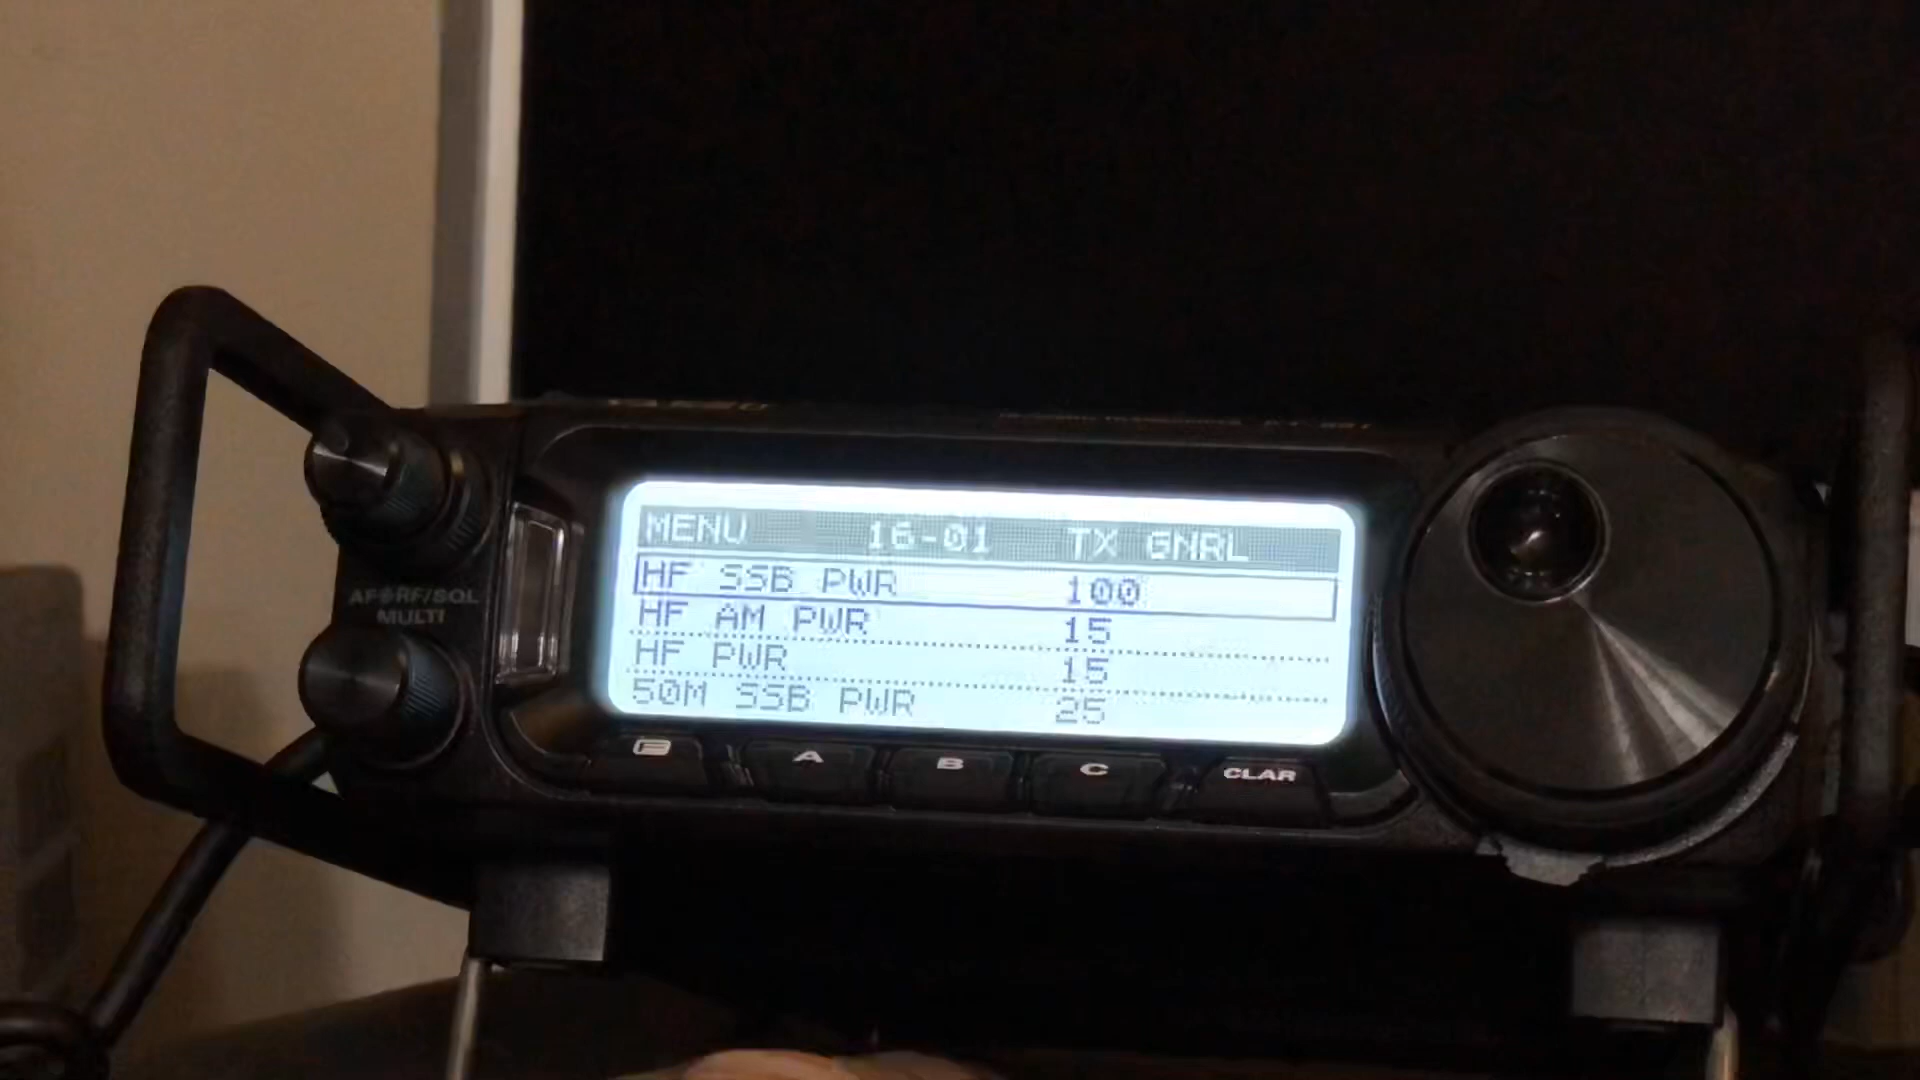 MENU 16-01 TX GNRL
HF SSB PWR 100
HF AM PWR 15
HF PWR 15
50M SSB PWR 25
AF RF/SQL
MULTI
F A B C CLAR